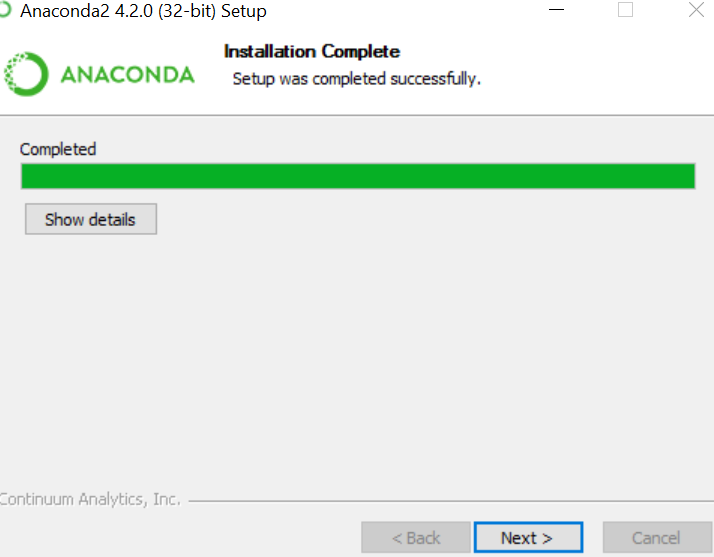 Anaconda2 4.2.0 (32-bit) Setup
ANACONDA
Installation Complete
Setup was completed successfully.
Completed
Show details
Continuum Analytics, Inc.
< Back
Next >
Cancel